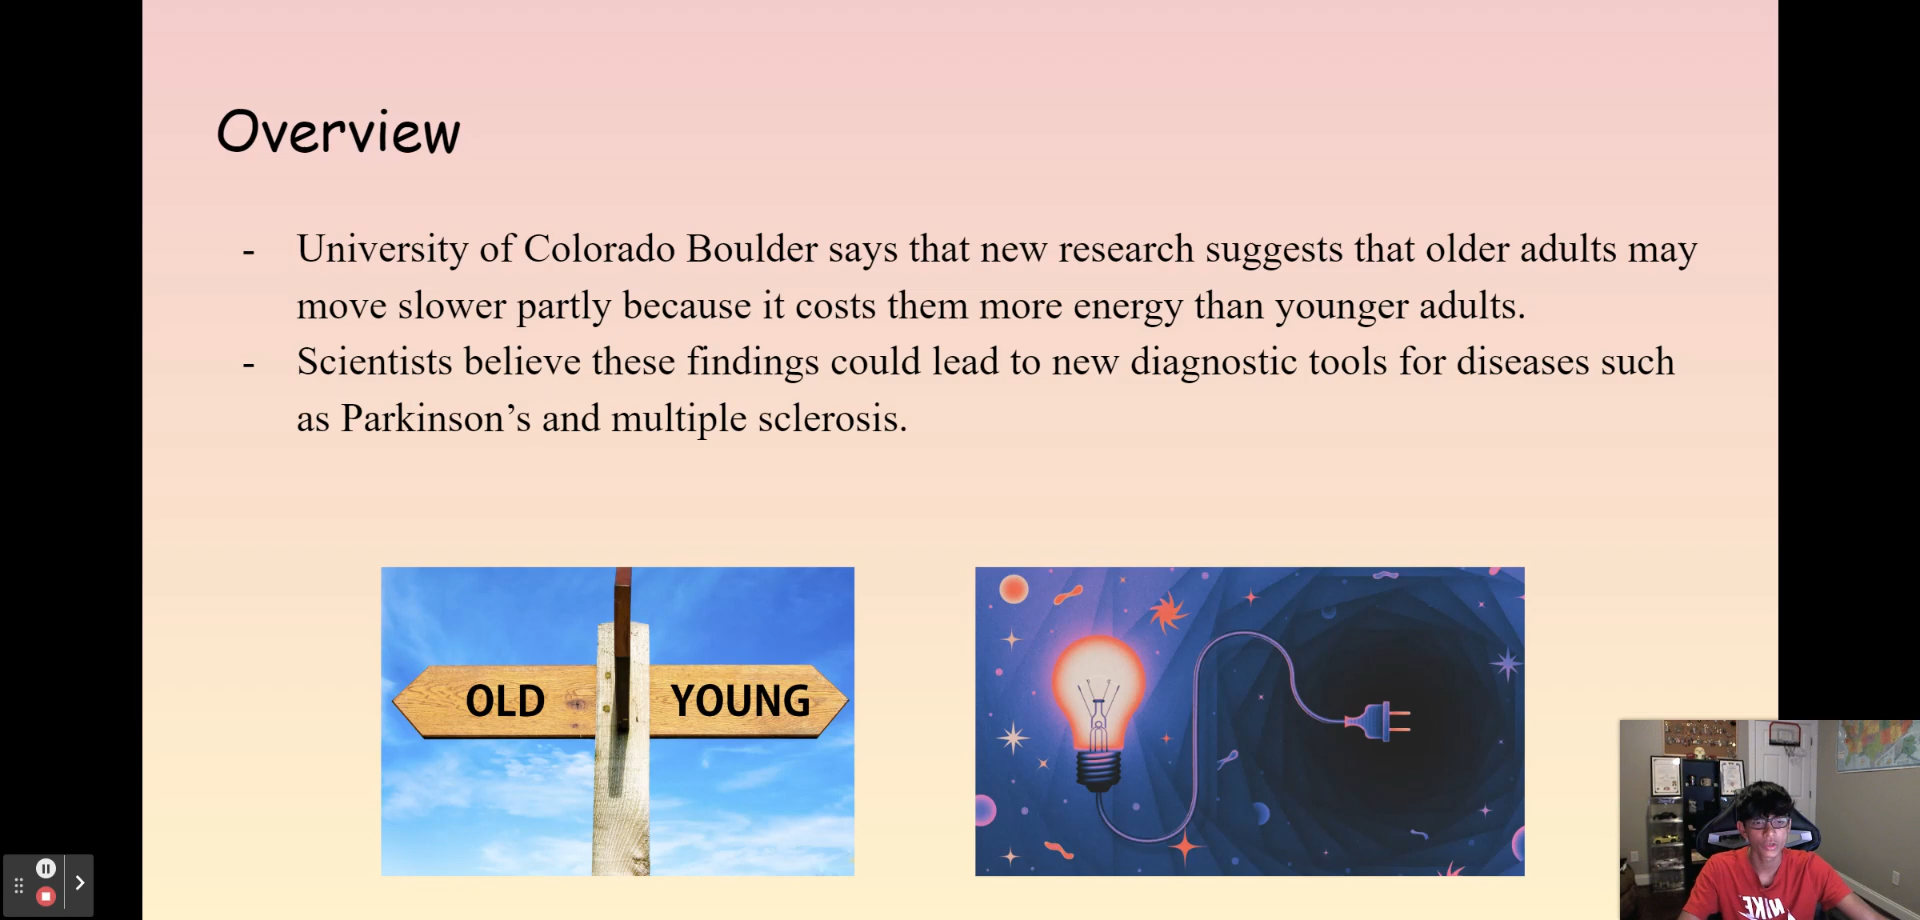 Overview
- University of Colorado Boulder says that new research suggests that older adults may
move slower partly because it costs them more energy than younger adults.
- Scientists believe these findings could lead to new diagnostic tools for diseases such
as Parkinson’s and multiple sclerosis.
OLD YOUNG
NIKE